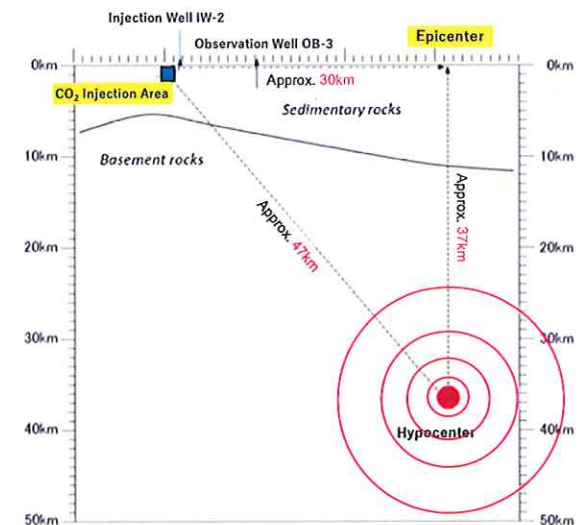 Injection Well IW-2
Observation Well OB-3
Epicenter
0km
0km
Approx. 30km
CO₂ Injection Area
Sedimentary rocks
Basement rocks
10km
10km
Approx. 47km
Approx. 37km
20km
20km
30km
30km
Hypocenter
40km
40km
50km
50km